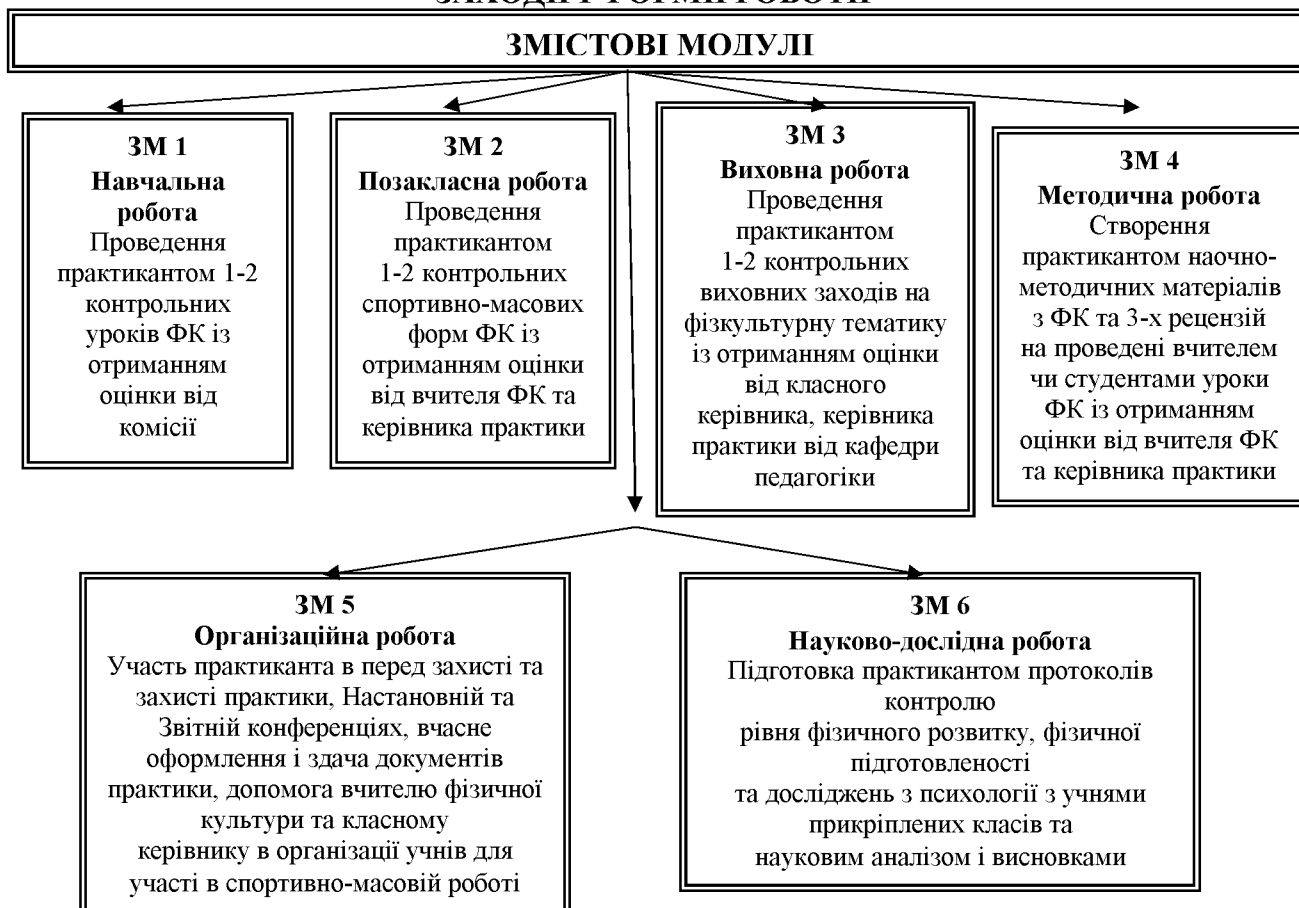 ЗМІСТОВІ МОДУЛІ
ЗМ 1
Навчальна
робота
Проведення
практикантом 1-2
контрольних
уроків ФК із
отриманням
оцінки від
комісії
ЗМ 2
Позакласна робота
Проведення
практикантом
1-2 контрольних
спортивно-масових
форм ФК із
отриманням оцінки
від вчителя ФК та
керівника практики
ЗМ 3
Виховна робота
Проведення
практикантом
1-2 контрольних
виховних заходів на
фізкультурну тематику
із отриманням оцінки
від класного
керівника, керівника
практики від кафедри
педагогіки
ЗМ 4
Методична робота
Створення
практикантом наочно-
методичних матеріалів
з ФК та 3-х рецензій
на проведені вчителем
чи студентами уроки
ФК із отриманням
оцінки від вчителя ФК
та керівника практики
ЗМ 5
Організаційна робота
Участь практиканта в перед захисті та
захисті практики, Настановній та
Звітній конференціях, вчасне
оформлення і здача документів
практики, допомога вчителю фізичної
культури та класному
керівнику в організації учнів для
участі в спортивно-масовій роботі
ЗМ 6
Науково-дослідна робота
Підготовка практикантом протоколів
контролю
рівня фізичного розвитку, фізичної
підготовленості
та досліджень з психології з учнями
прикріплених класів та
науковим аналізом і висновками